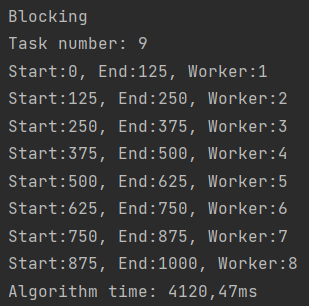 Blocking
Task number: 9
Start:0, End:125, Worker:1
Start:125, End:250, Worker:2
Start:250, End:375, Worker:3
Start:375, End:500, Worker:4
Start:500, End:625, Worker:5
Start:625, End:750, Worker:6
Start:750, End:875, Worker:7
Start:875, End:1000, Worker:8
Algorithm time: 4120,47ms